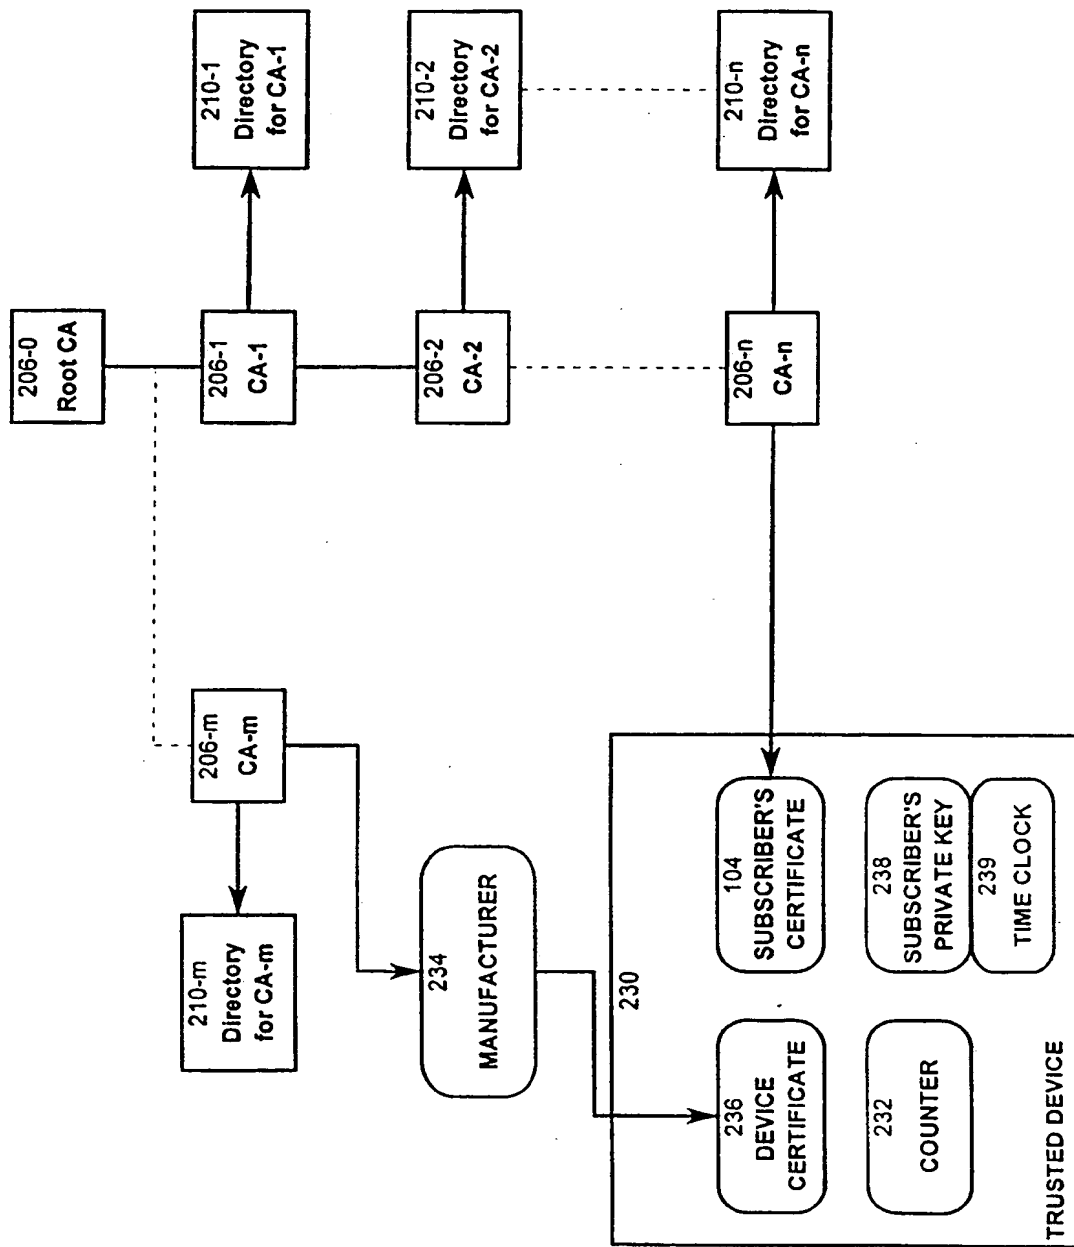 206-0
Root CA
210-1
Directory
for CA-1
206-1
CA-1
210-2
Directory
for CA-2
206-2
CA-2
210-n
Directory
for CA-n
206-n
CA-n
206-m
CA-m
210-m
Directory
for CA-m
234
MANUFACTURER
230
104
SUBSCRIBER'S
CERTIFICATE
236
DEVICE
CERTIFICATE
238
SUBSCRIBER'S
PRIVATE KEY
239
TIME CLOCK
232
COUNTER
TRUSTED DEVICE